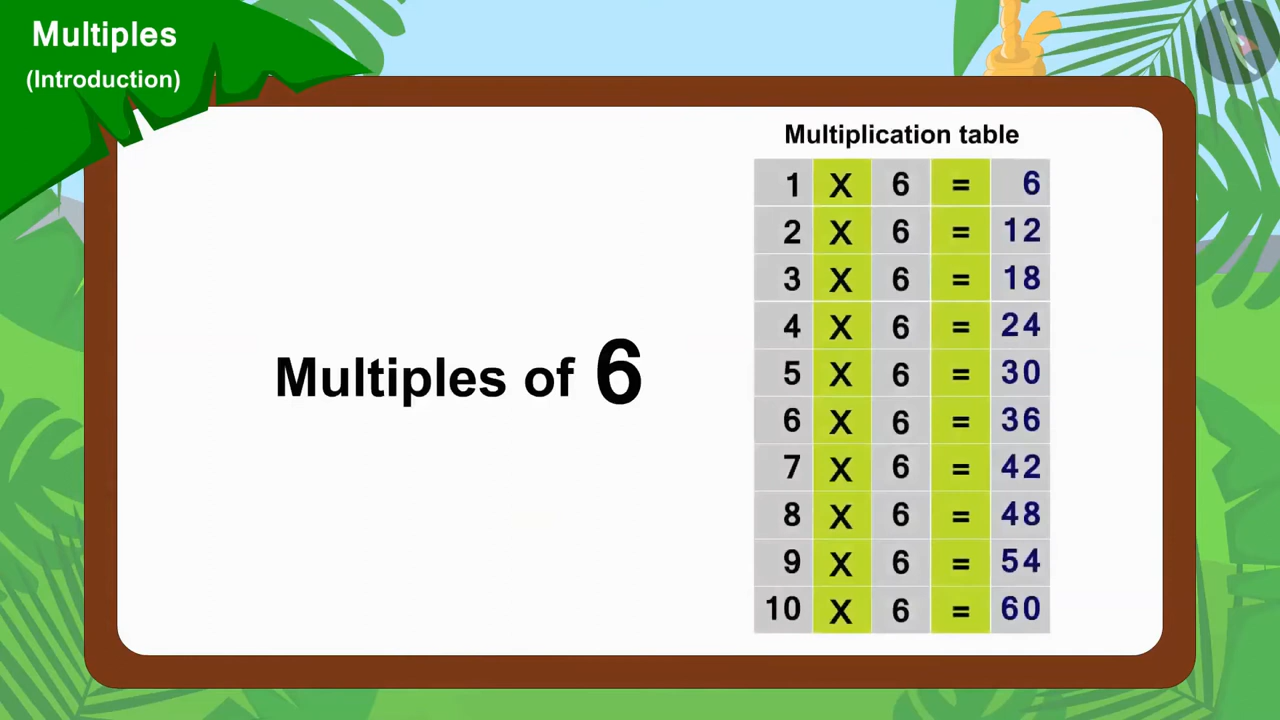 Multiples
(Introduction)
Multiples of 6
Multiplication table
1 X 6 = 6
2 X 6 = 12
3 X 6 = 18
4 X 6 = 24
5 X 6 = 30
6 X 6 = 36
7 X 6 = 42
8 X 6 = 48
9 X 6 = 54
10 X 6 = 60